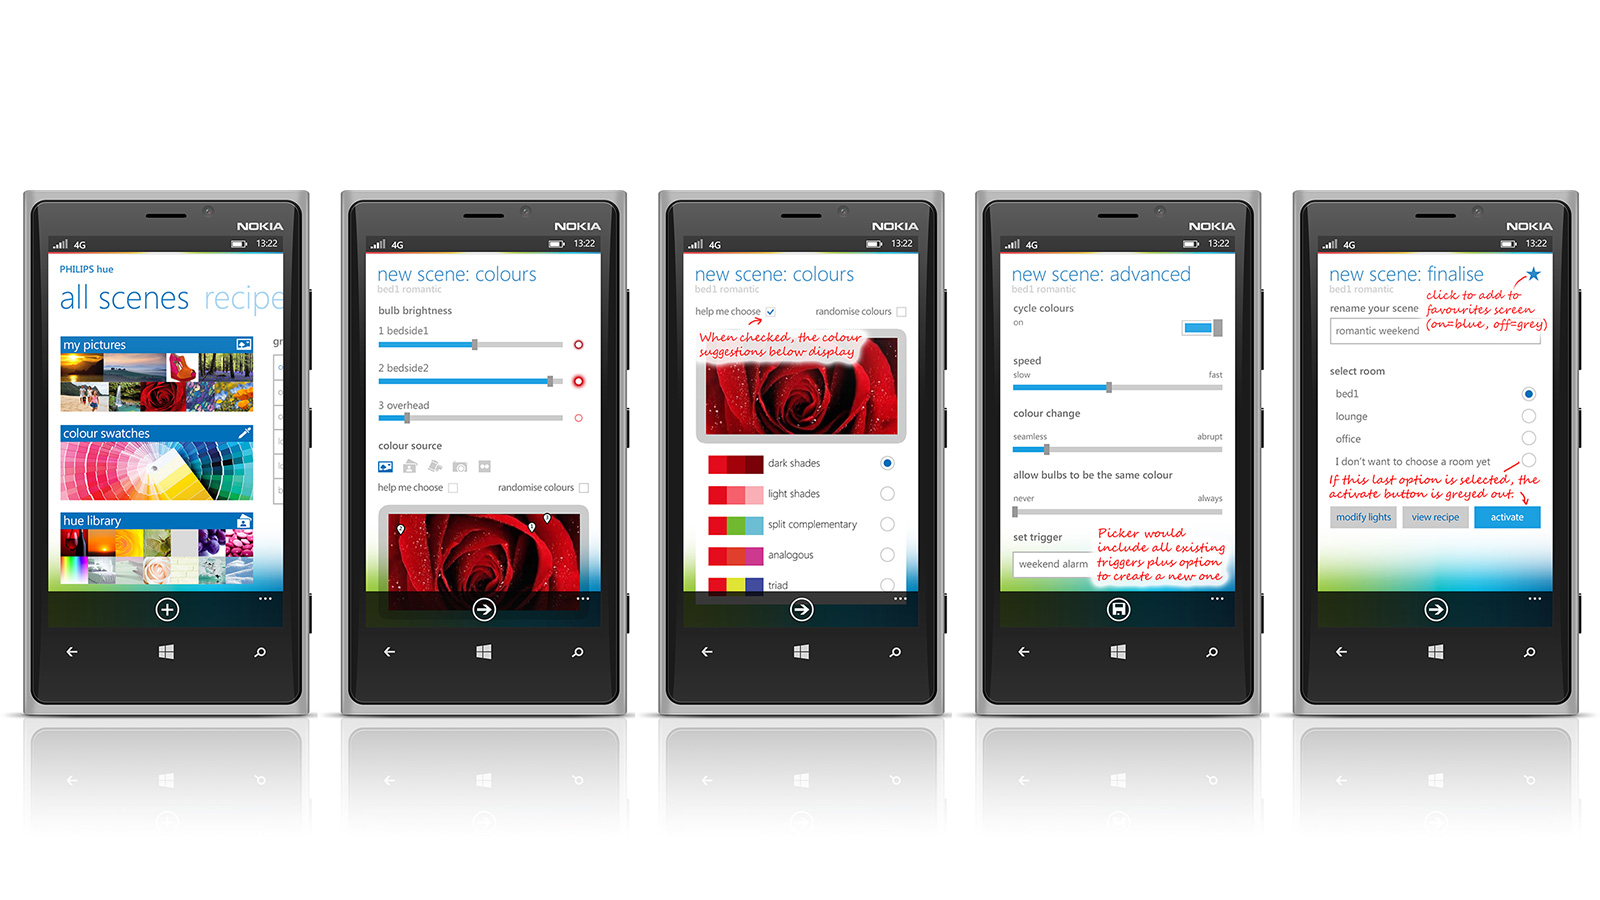 NOKIA
4G 13:22
PHILIPS hue
all scenes recipe
my pictures
gr
colour swatches
hue library
NOKIA
4G 13:22
new scene: colours
bed1 romantic
bulb brightness
1 bedside1
2 bedside2
3 overhead
colour source
help me choose
randomise colours
2
1
3
NOKIA
4G 13:22
new scene: colours
bed1 romantic
help me choose
randomise colours
When checked, the colour
suggestions below display
dark shades
light shades
split complementary
analogous
triad
NOKIA
4G 13:22
new scene: advanced
bed1 romantic
cycle colours
on
speed
slow fast
colour change
seamless abrupt
allow bulbs to be the same colour
never always
set trigger
weekend alarm
Picker would
include all existing
triggers plus option
to create a new one
NOKIA
4G 13:22
new scene: finalise
bed1 romantic
click to add to
favourites screen
(on=blue, off=grey)
rename your scene
romantic weekend
select room
bed1
lounge
office
I don't want to choose a room yet
If this last option is selected, the
activate button is greyed out.
modify lights view recipe activate